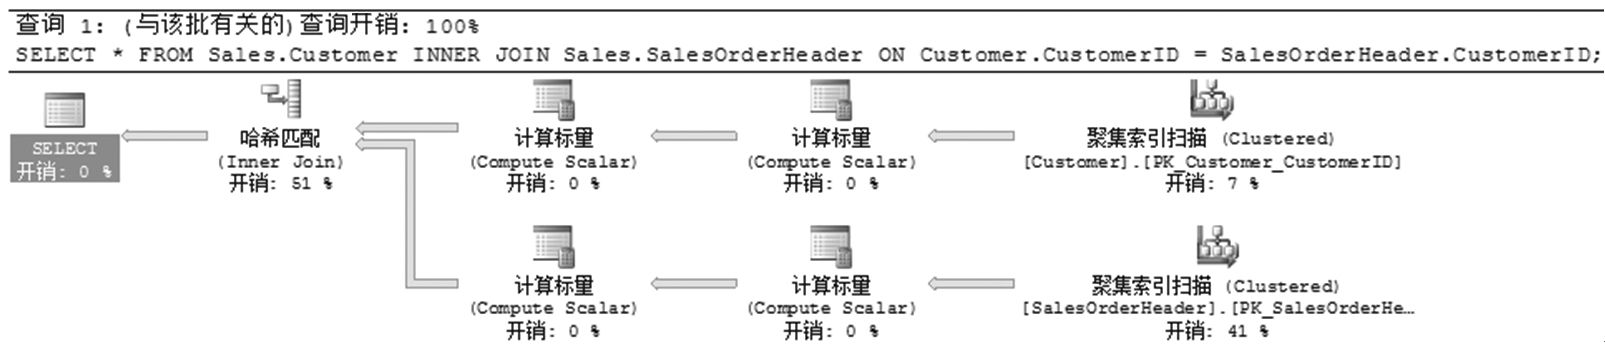 查询 1: (与该批有关的)查询开销: 100%
SELECT * FROM Sales.Customer INNER JOIN Sales.SalesOrderHeader ON Customer.CustomerID = SalesOrderHeader.CustomerID;
SELECT
开销: 0 %
哈希匹配
(Inner Join)
开销: 51 %
计算标量
(Compute Scalar)
开销: 0 %
计算标量
(Compute Scalar)
开销: 0 %
聚集索引扫描 (Clustered)
[Customer].[PK_Customer_CustomerID]
开销: 7 %
计算标量
(Compute Scalar)
开销: 0 %
计算标量
(Compute Scalar)
开销: 0 %
聚集索引扫描 (Clustered)
[SalesOrderHeader].[PK_SalesOrderHe…
开销: 41 %